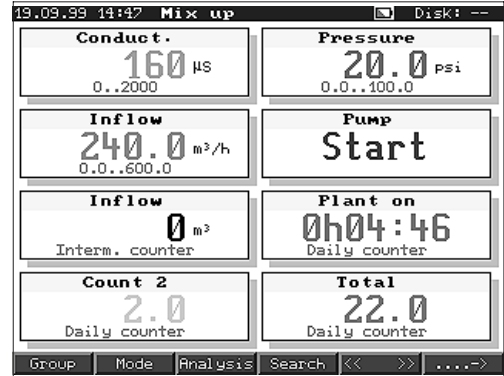 19.09.99 14:47 Mix up Disk: --
Conduct.
160 µS
0..2000
Pressure
20.0 psi
0.0..100.0
Inflow
240.0 m³/h
0.0..600.0
Pump
Start
Inflow
0 m³
Interm. counter
Plant on
0h04:46
Daily counter
Count 2
2.0
Daily counter
Total
22.0
Daily counter
Group Mode Analysis Search << >> ....->